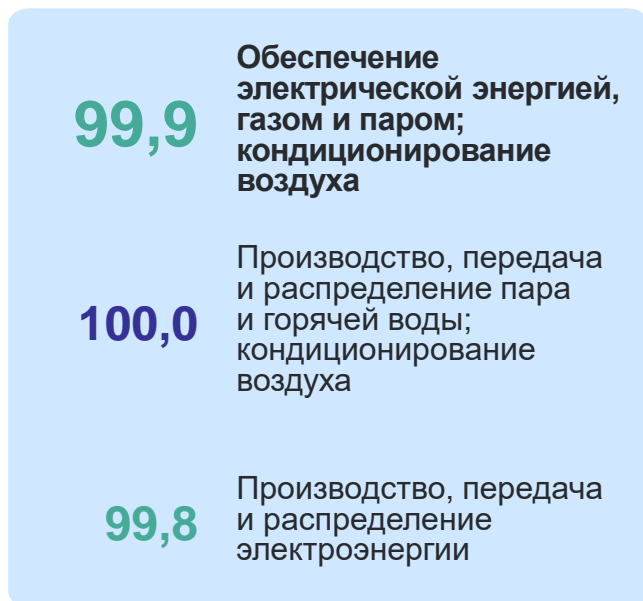 99,9
Обеспечение
электрической энергией,
газом и паром;
кондиционирование
воздуха
100,0
Производство, передача
и распределение пара
и горячей воды;
кондиционирование
воздуха
99,8
Производство, передача
и распределение
электроэнергии